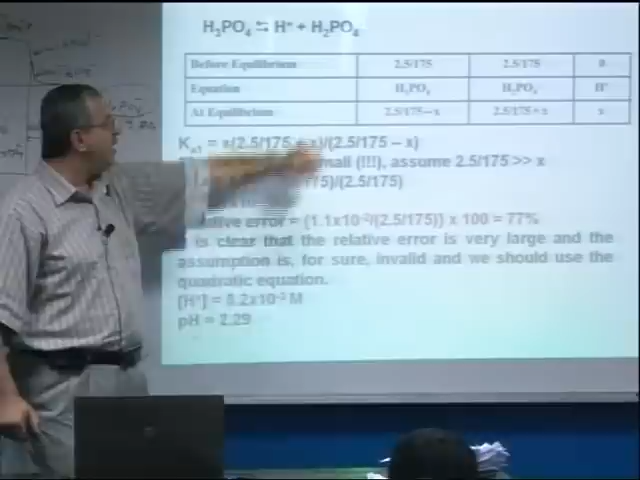 H₃PO₄ ⇆ H⁺ + H₂PO₄
Before Equilibrium 2.5/175 2.5/175 0
Equation H₃PO₄ H₂PO₄ H⁺
At Equilibrium 2.5/175 – x 2.5/175 + x x
Ka1 = x(2.5/175 + x)/(2.5/175 – x)
small (!!!), assume 2.5/175 >> x
)/(2.5/175)
Relative error = (1.1x10⁻²/(2.5/175)) x 100 = 77%
is clear that the relative error is very large and the
assumption is, for sure, invalid and we should use the
quadratic equation.
[H⁺] = 5.2x10⁻³ M
pH = 2.29